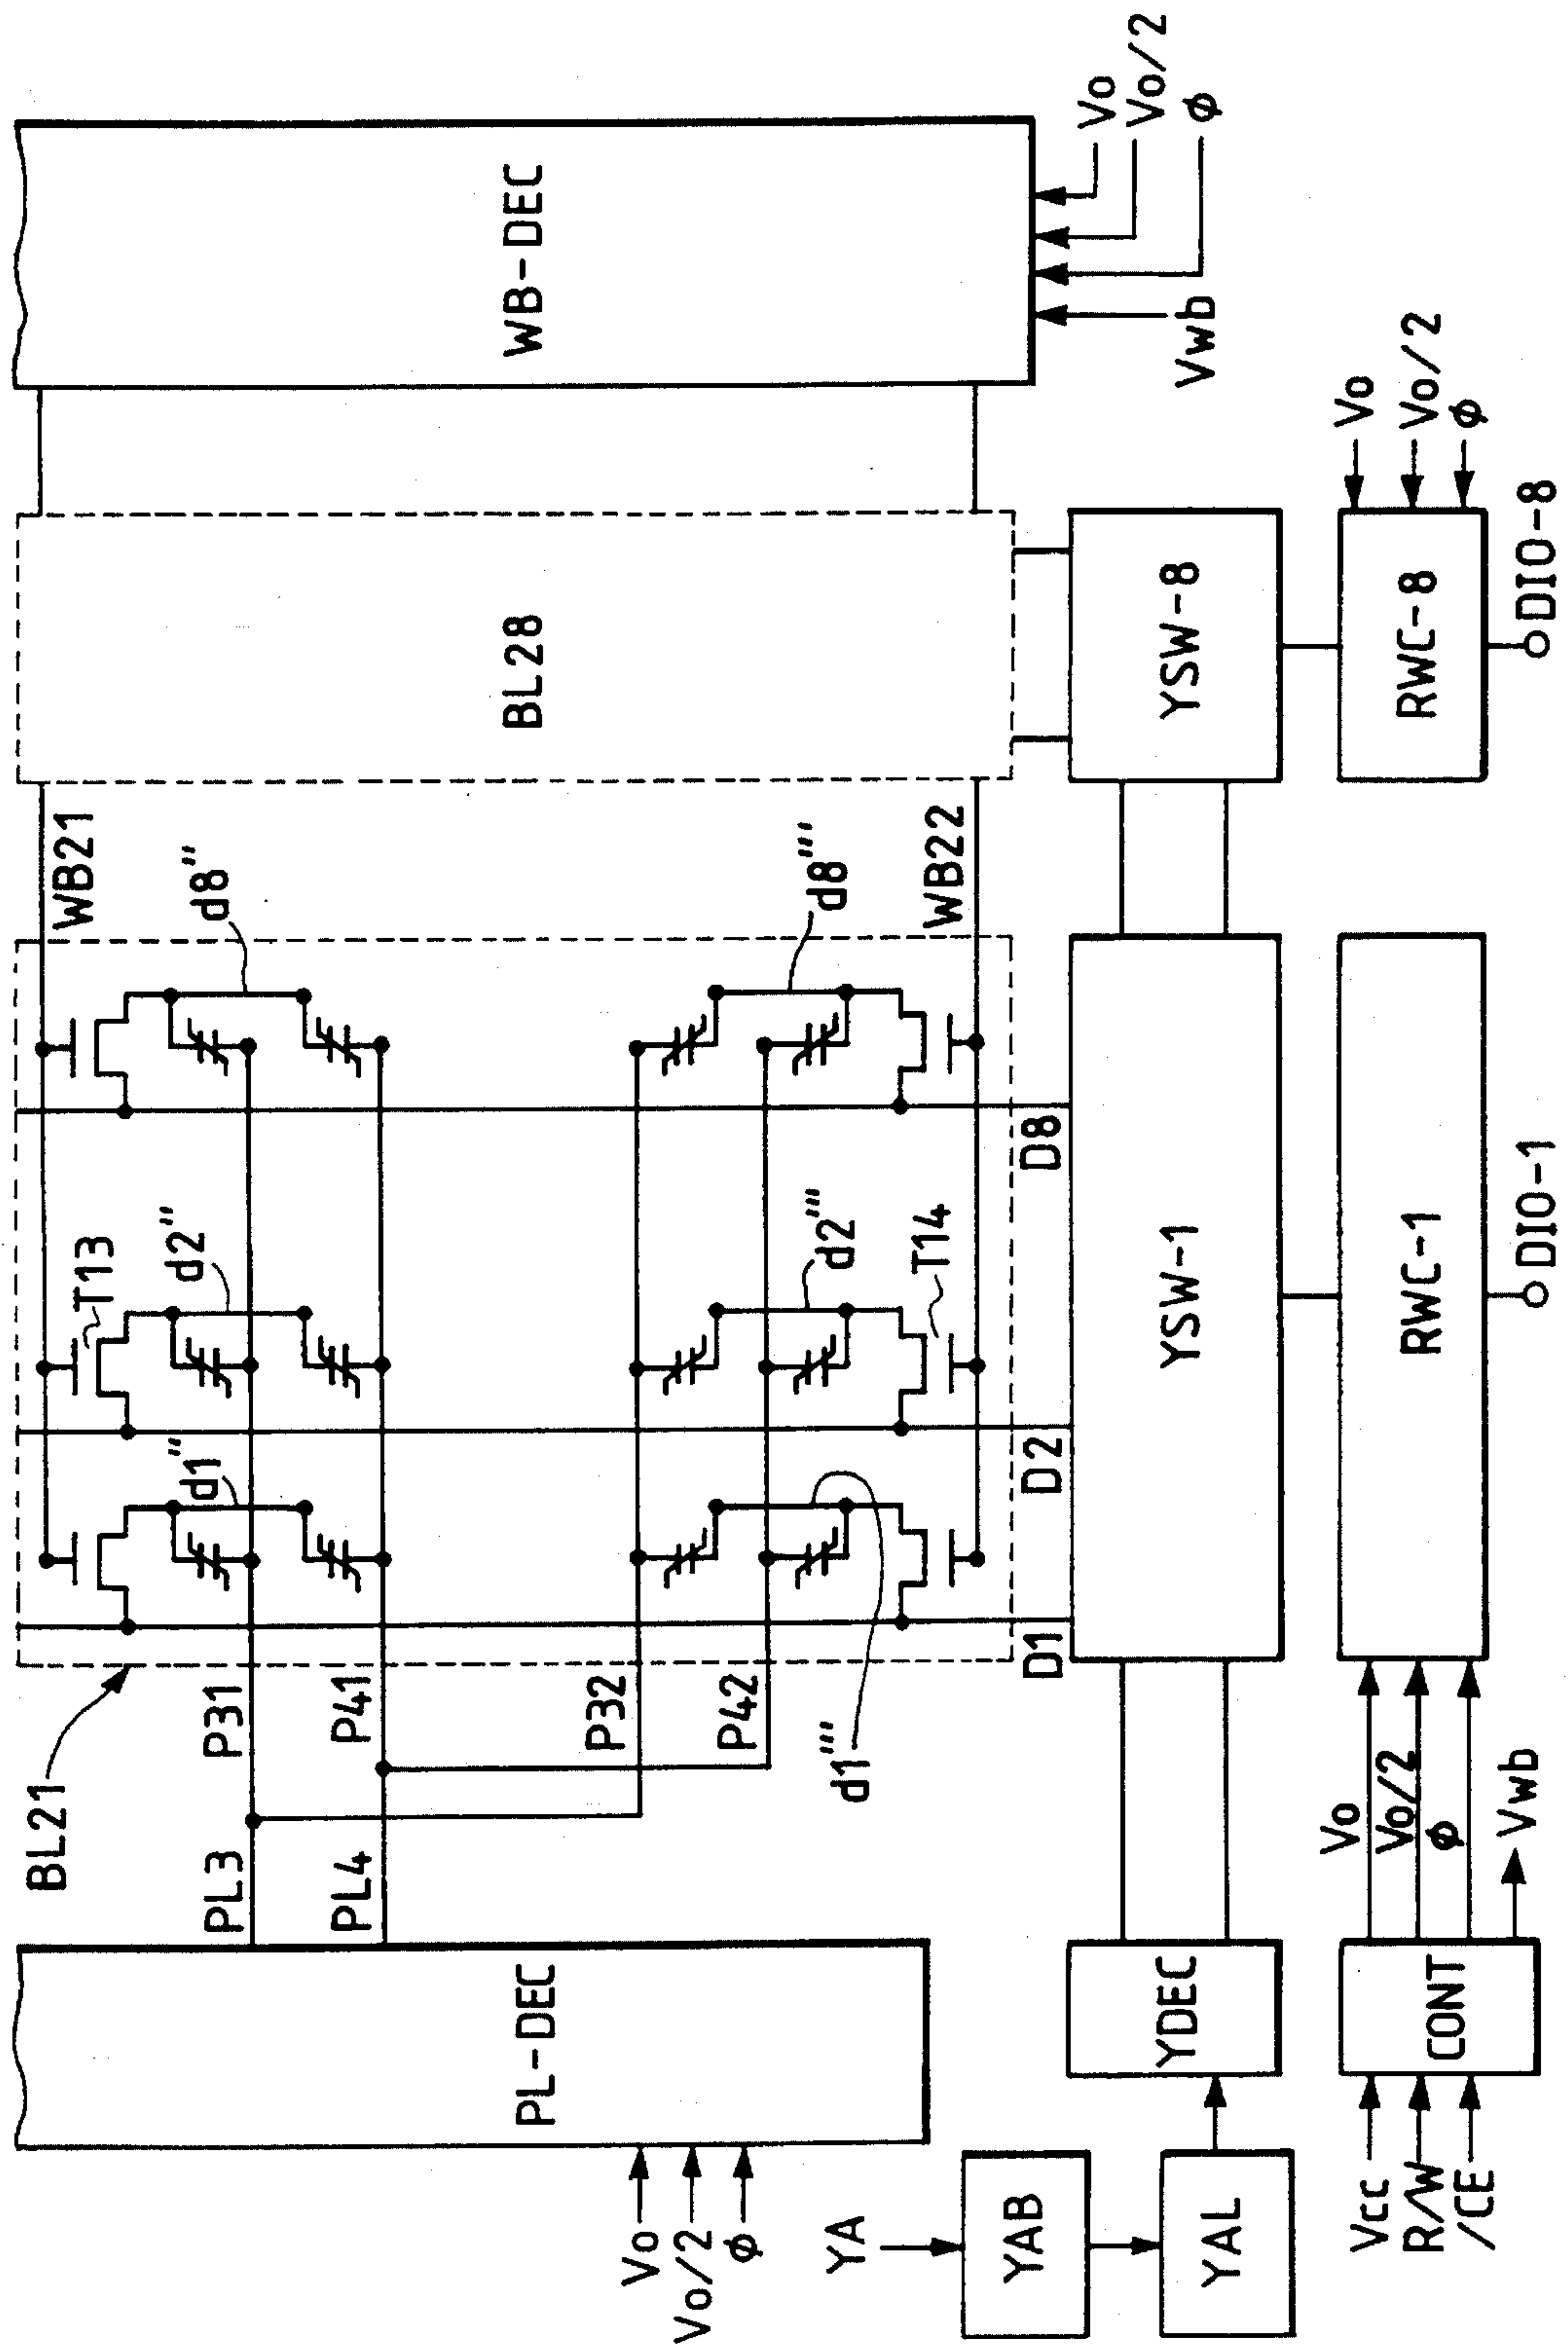 BL21
WB21
WB-DEC
T13
d1''
d2''
d8''
PL3
P31
PL4
P41
PL-DEC
BL28
P32
P42
d1'''
d2'''
d8'''
T14
WB22
Vo
Vo/2
φ
Vwb
Vo
Vo/2
φ
D1
D2
D8
YA
YAB
YAL
YDEC
YSW-1
YSW-8
Vcc
R/W
/CE
CONT
Vo
Vo/2
φ
Vwb
RWC-1
RWC-8
Vo
Vo/2
φ
DIO-1
DIO-8